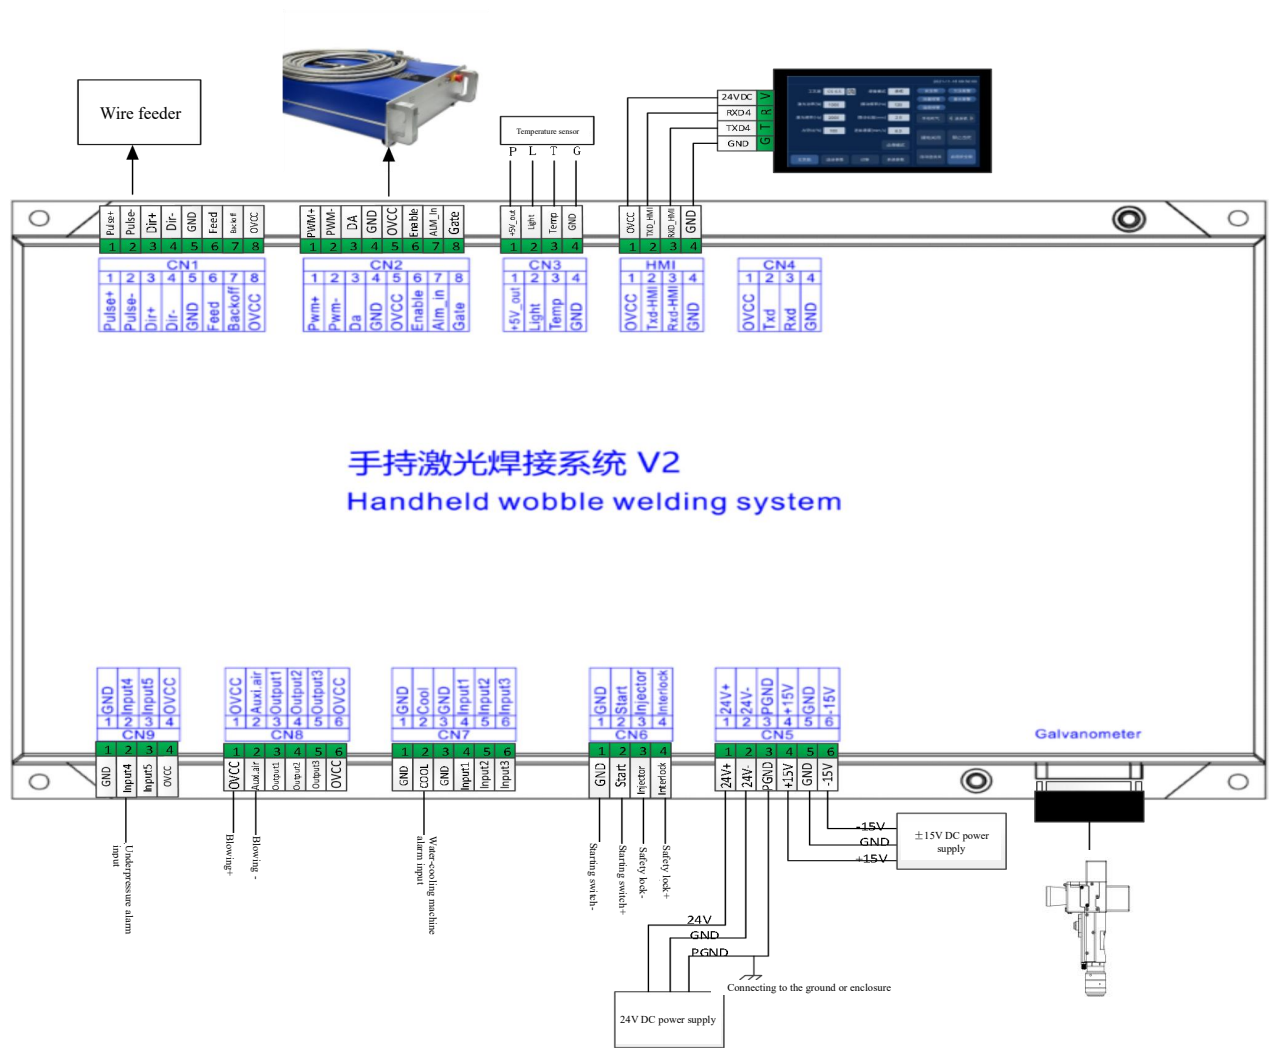 Wire feeder
Temperature sensor
P L T G
24VDC V
RXD4 R
TXD4 T
GND G
Pulse+ Pulse- Dir+ Dir- GND Feed Backoff OVCC
1 2 3 4 5 6 7 8
CN1
1 2 3 4 5 6 7 8
Pulse+ Pulse- Dir+ Dir- GND Feed Backoff OVCC
PWM+ PWM- DA GND OVCC Enable ALM_In Gate
1 2 3 4 5 6 7 8
CN2
1 2 3 4 5 6 7 8
Pwm+ Pwm- Da GND OVCC Enable Alm_in Gate
+5V_out Light Temp GND
1 2 3 4
CN3
1 2 3 4
+5V_out Light Temp GND
OVCC TXD_HMI RXD_HMI GND
1 2 3 4
HMI
1 2 3 4
OVCC Txd-HMI Rxd-HMI GND
CN4
1 2 3 4
OVCC Txd Rxd GND
手持激光焊接系统 V2
Handheld wobble welding system
GND Input4 Input5 OVCC
1 2 3 4
CN9
1 2 3 4
GND Input4 Input5 OVCC
Underpressure alarm
input
OVCC Auxi.air Output1 Output2 Output3 OVCC
1 2 3 4 5 6
CN8
1 2 3 4 5 6
OVCC Auxi.air Output1 Output2 Output3 OVCC
Blowing+
Blowing -
GND Cool GND Input1 Input2 Input3
1 2 3 4 5 6
CN7
1 2 3 4 5 6
GND COOL GND Input1 Input2 Input3
Water-cooling machine
alarm input
GND Start Injector Interlock
1 2 3 4
CN6
1 2 3 4
GND Start Injector Interlock
Starting switch-
Starting switch+
Safety lock-
Safety lock+
24V+ 24V- PGND +15V GND -15V
1 2 3 4 5 6
CN5
1 2 3 4 5 6
24V+ 24V- PGND +15V GND -15V
Galvanometer
-15V
GND
+15V
±15V DC power
supply
24V
GND
PGND
Connecting to the ground or enclosure
24V DC power supply